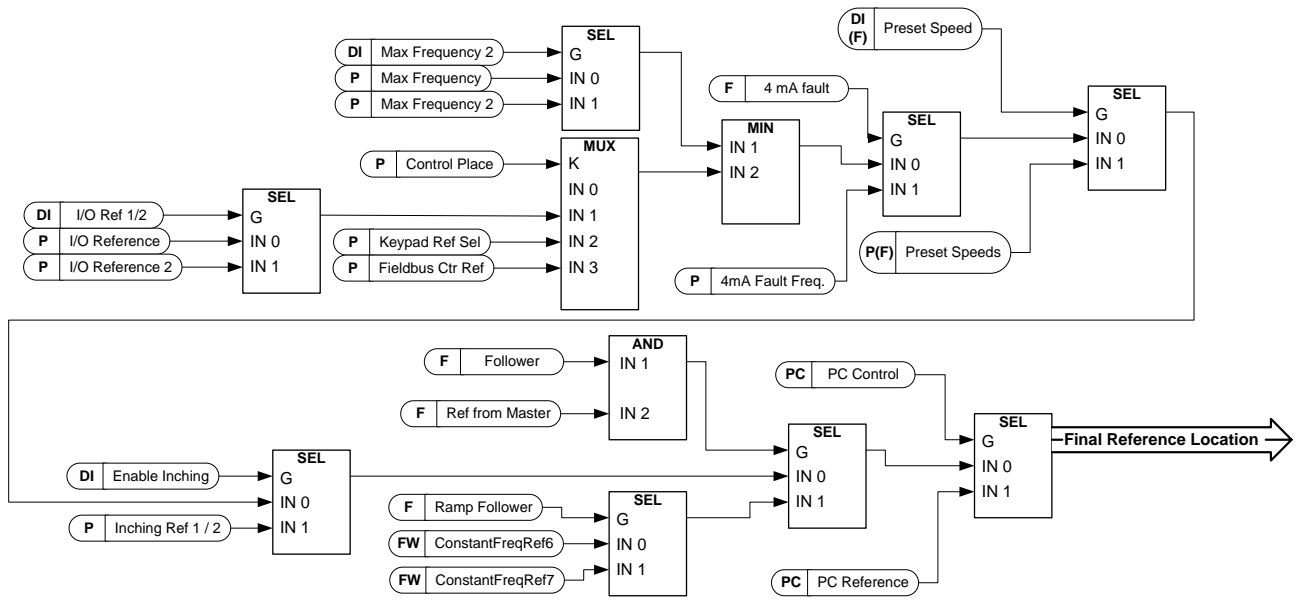 SEL
DI Max Frequency 2
G
P Max Frequency
IN 0
P Max Frequency 2
IN 1
DI (F) Preset Speed
F 4 mA fault
SEL
G
IN 0
IN 1
SEL
G
IN 0
IN 1
MIN
IN 1
IN 2
MUX
P Control Place
K
IN 0
IN 1
P Keypad Ref Sel
IN 2
P Fieldbus Ctr Ref
IN 3
SEL
DI I/O Ref 1/2
G
P I/O Reference
IN 0
P I/O Reference 2
IN 1
P(F) Preset Speeds
P 4mA Fault Freq.
AND
F Follower
IN 1
F Ref from Master
IN 2
PC PC Control
SEL
G
IN 0
IN 1
Final Reference Location
SEL
G
IN 0
IN 1
SEL
DI Enable Inching
G
IN 0
P Inching Ref 1 / 2
IN 1
SEL
F Ramp Follower
G
FW ConstantFreqRef6
IN 0
FW ConstantFreqRef7
IN 1
PC PC Reference